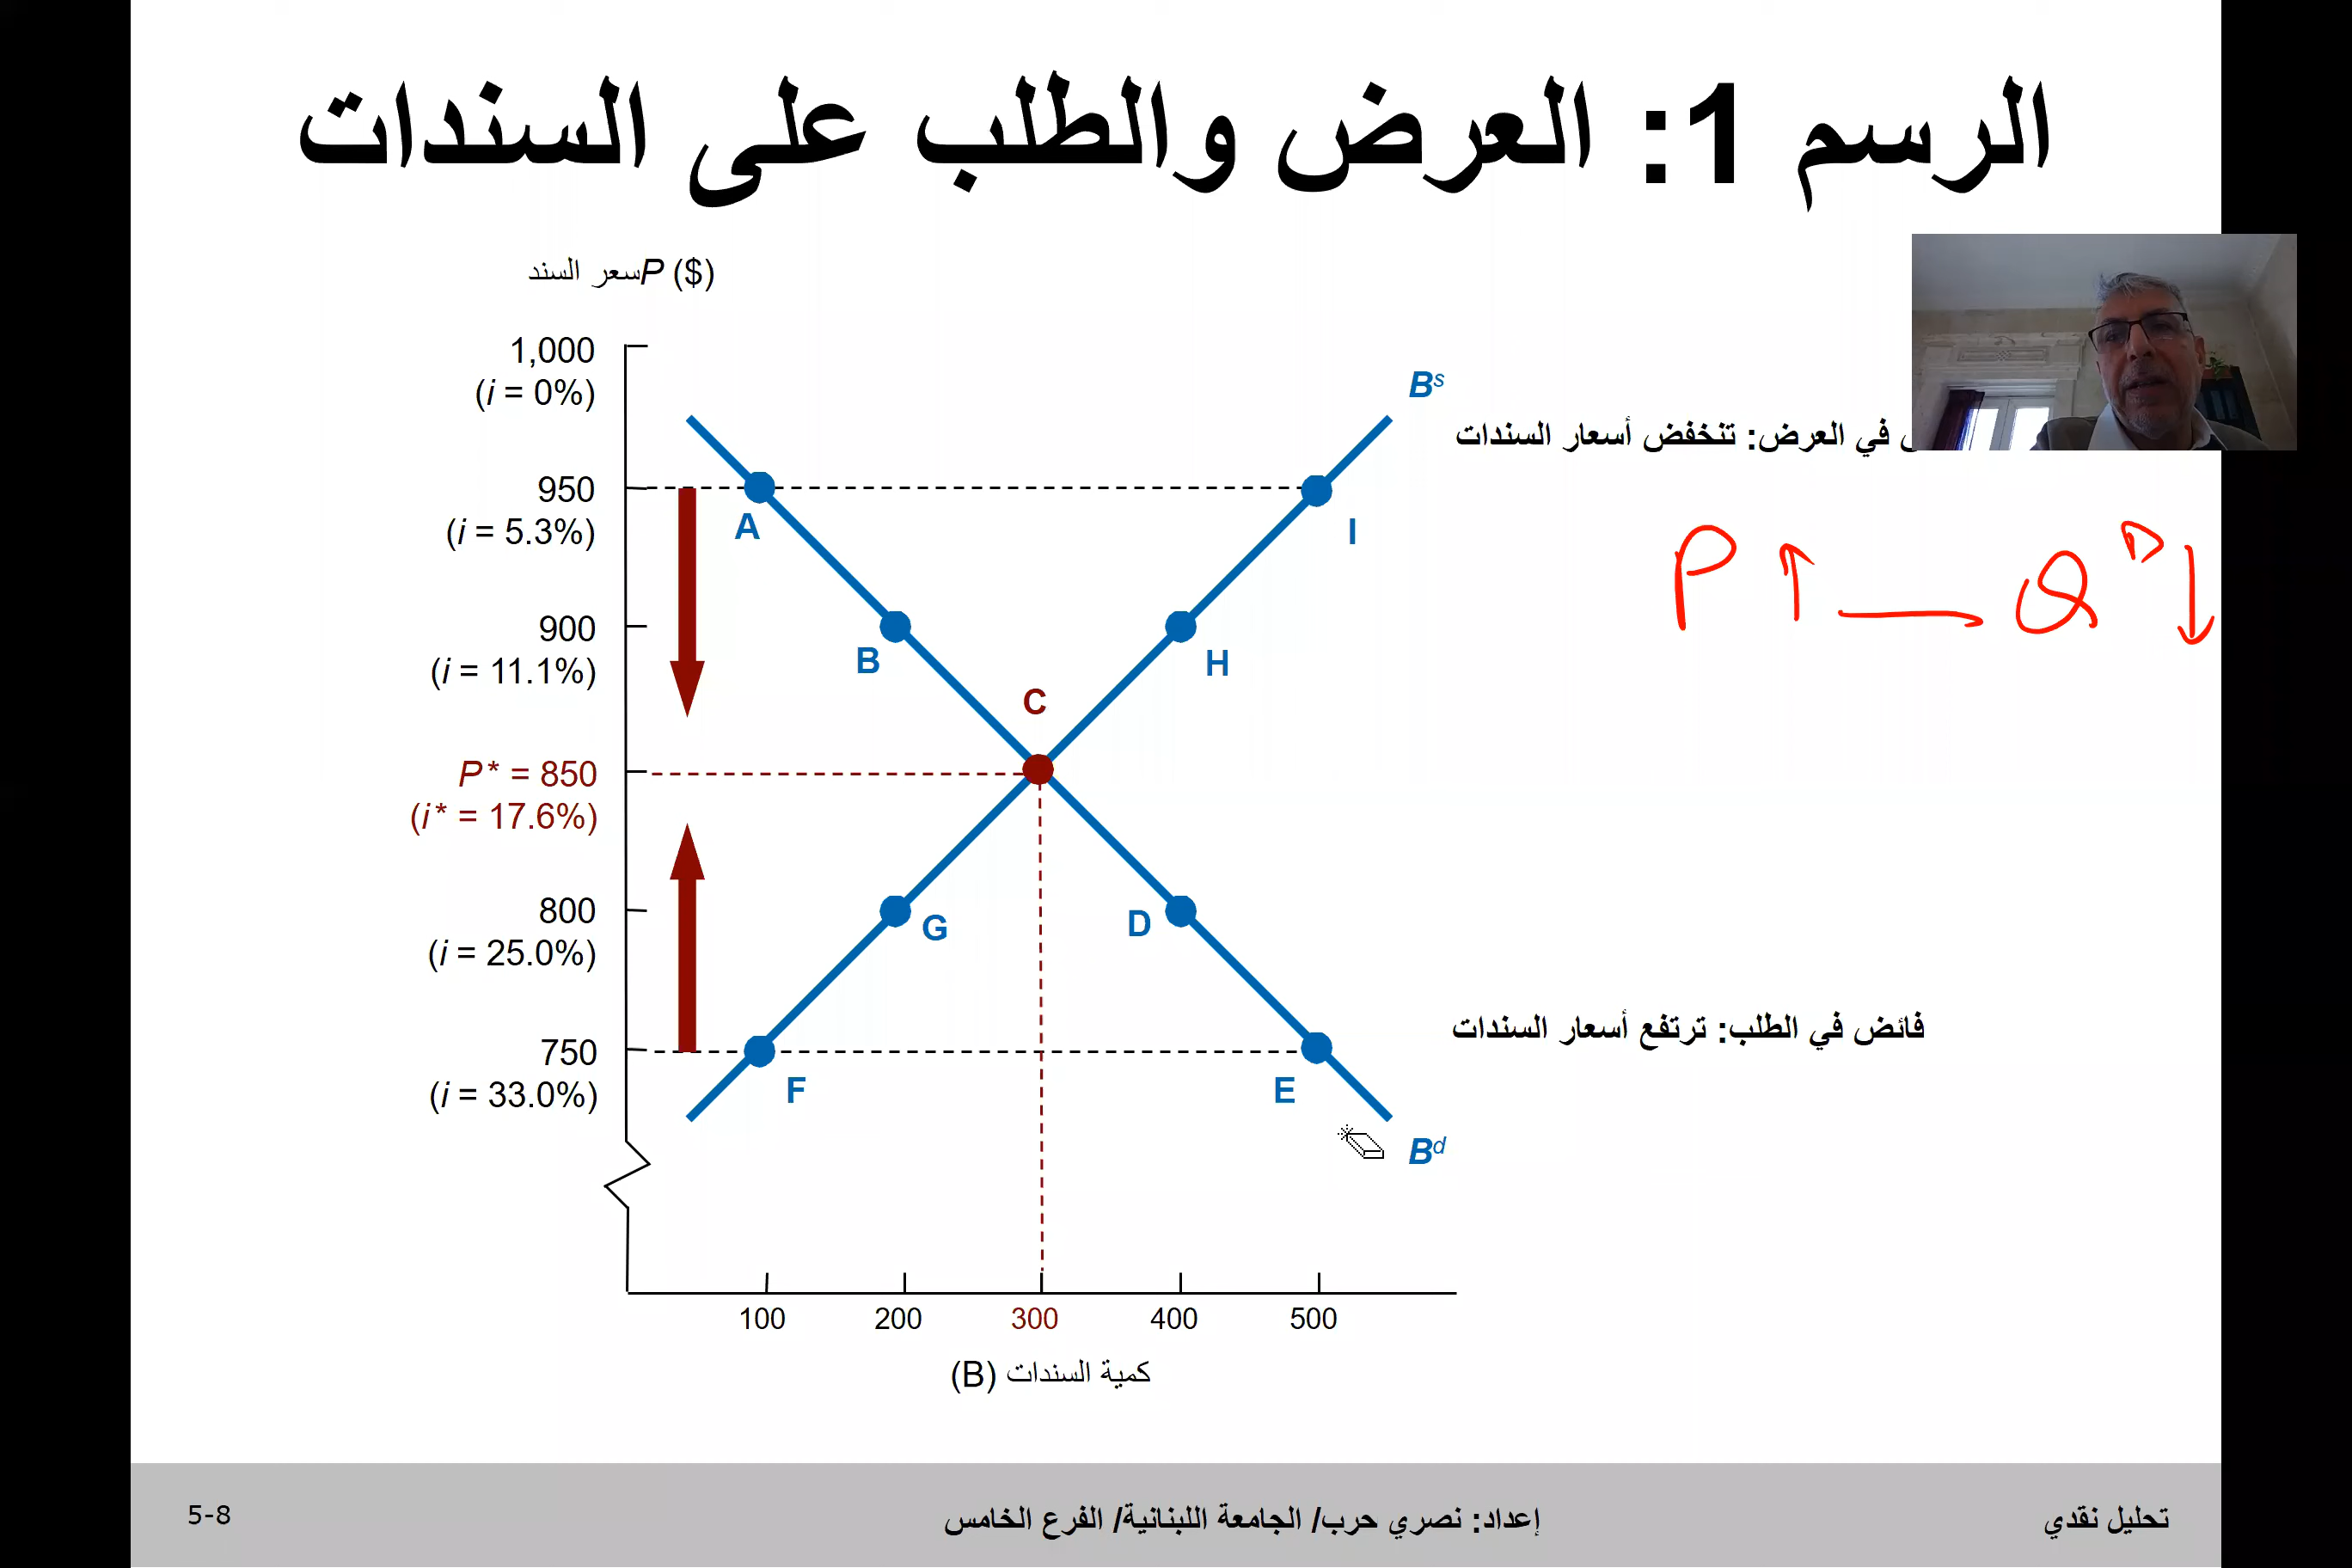 الرسم 1: العرض والطلب على السندات
سعر السند P ($)
1,000
(i = 0%)
950
(i = 5.3%)
900
(i = 11.1%)
P* = 850
(i* = 17.6%)
800
(i = 25.0%)
750
(i = 33.0%)
A
B
C
D
E
F
G
H
I
Bˢ
Bᵈ
في العرض: تنخفض أسعار السندات
P ↑ → Qᴰ ↓
فائض في الطلب: ترتفع أسعار السندات
100 200 300 400 500
كمية السندات (B)
تحليل نقدي
إعداد: نصري حرب/ الجامعة اللبنانية/ الفرع الخامس
5-8